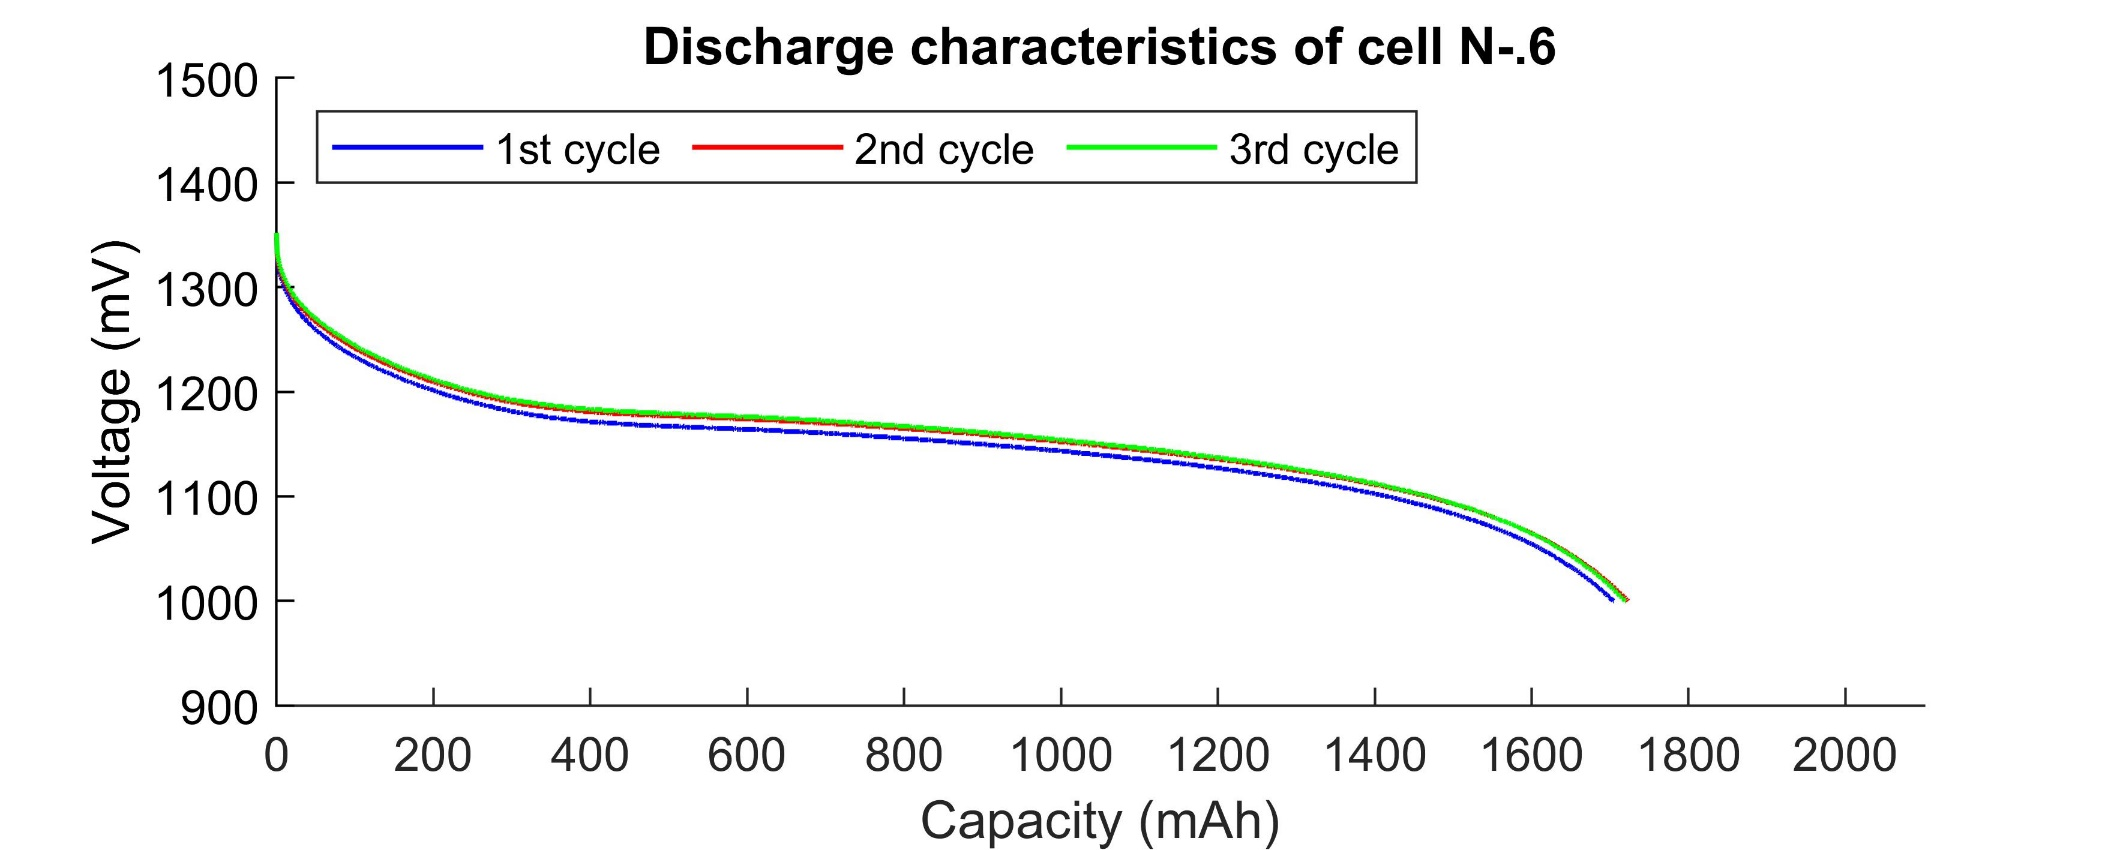 Discharge characteristics of cell N-.6
1500
1st cycle 2nd cycle 3rd cycle
1400
1300
1200
1100
1000
900
Voltage (mV)
0 200 400 600 800 1000 1200 1400 1600 1800 2000
Capacity (mAh)